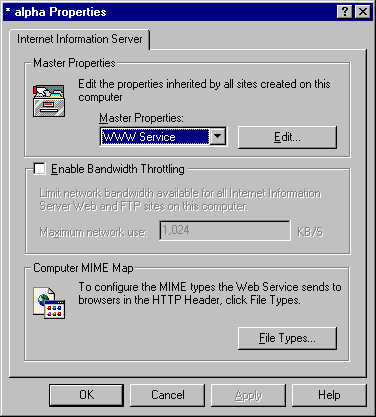 * alpha Properties
Internet Information Server
Master Properties
Edit the properties inherited by all sites created on this
computer
Master Properties:
WWW Service
Edit...
Enable Bandwidth Throttling
Limit network bandwidth available for all Internet Information
Server Web and FTP sites on this computer.
Maximum network use:
1,024
KB/S
Computer MIME Map
To configure the MIME types the Web Service sends to
browsers in the HTTP Header, click File Types.
File Types...
OK
Cancel
Apply
Help